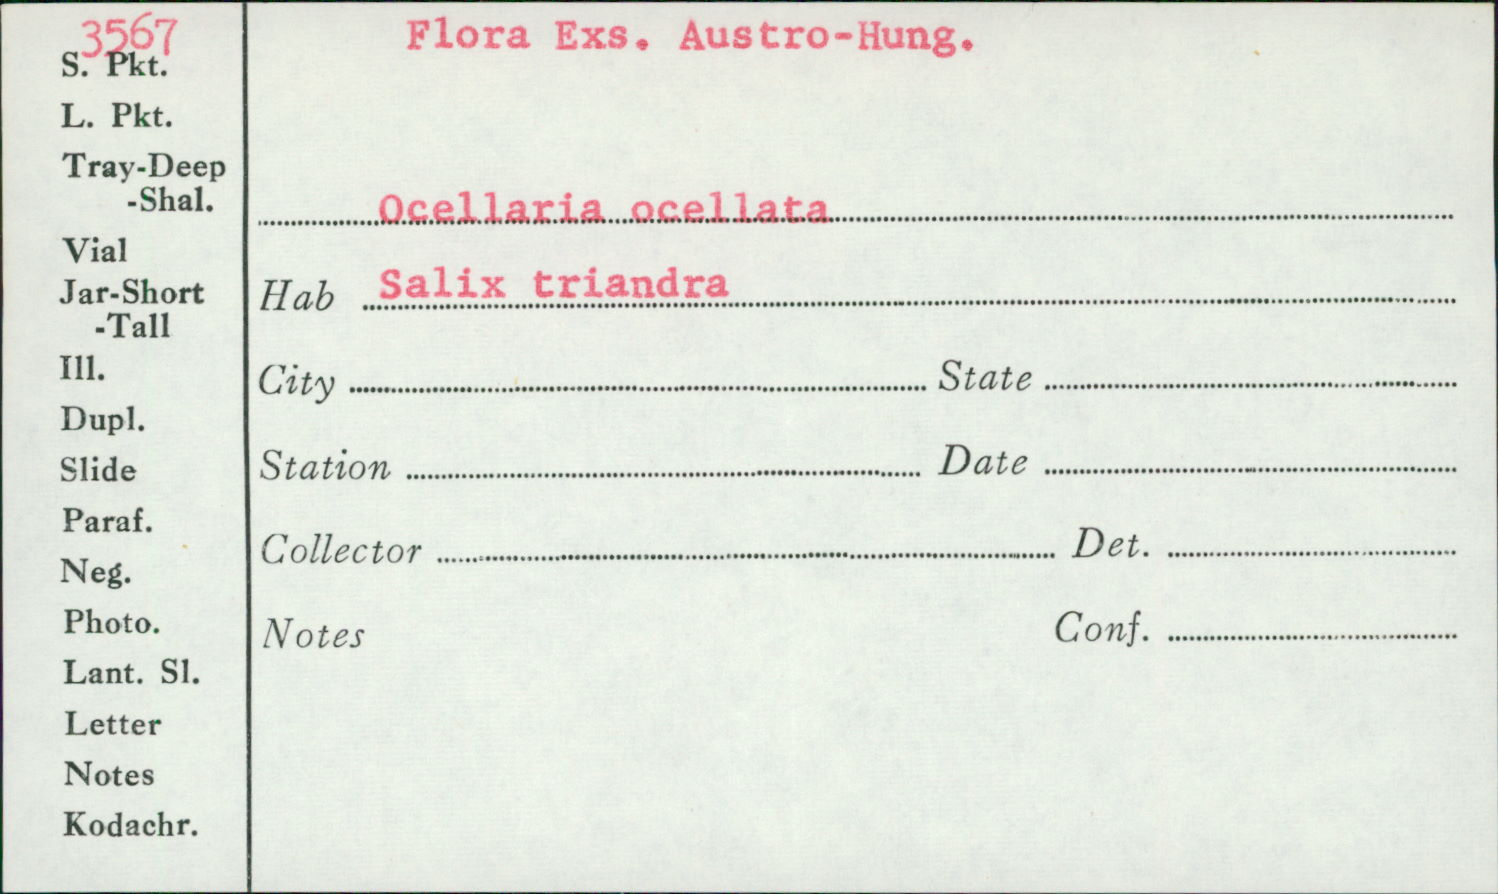 3567
S. Pkt.
L. Pkt.
Tray-Deep
-Shal.
Vial
Jar-Short
-Tall
Ill.
Dupl.
Slide
Paraf.
Neg.
Photo.
Lant. Sl.
Letter
Notes
Kodachr.
Flora Exs. Austro-Hung.
Ocellaria ocellata
Hab Salix triandra
City State
Station Date
Collector Det.
Notes Conf.